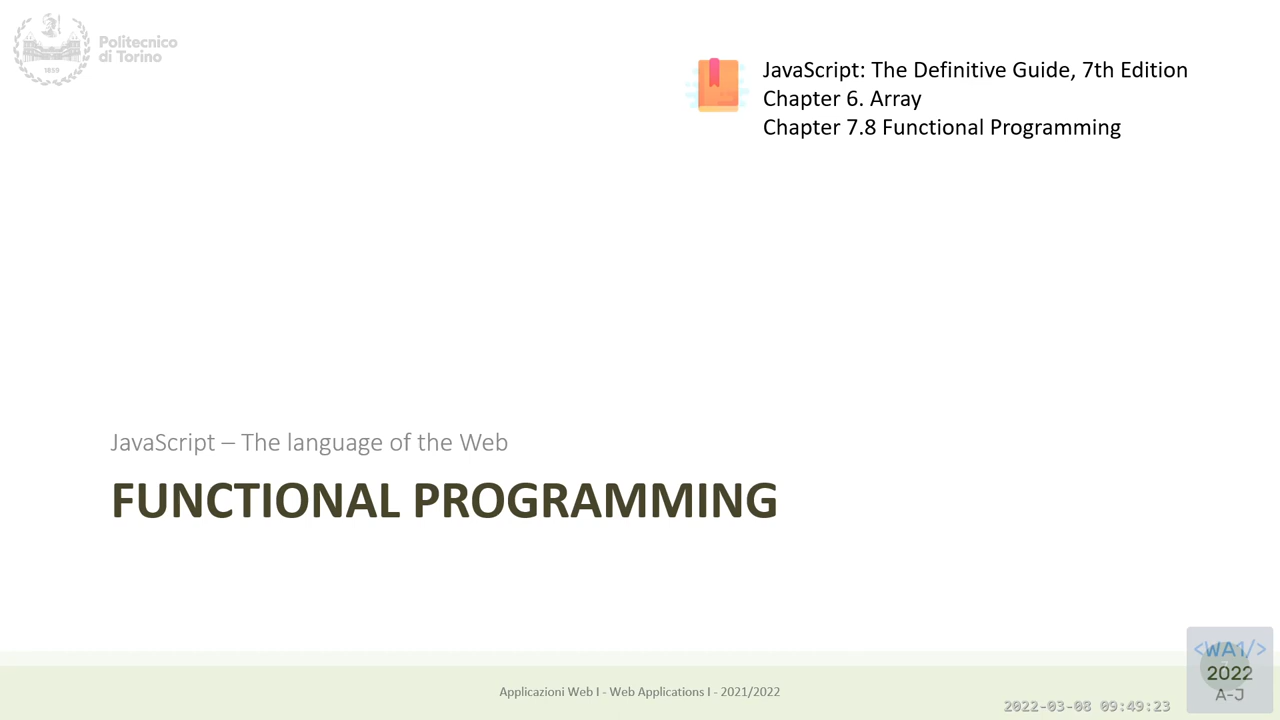 Politecnico
di Torino
1859
JavaScript: The Definitive Guide, 7th Edition
Chapter 6. Array
Chapter 7.8 Functional Programming
JavaScript – The language of the Web
FUNCTIONAL PROGRAMMING
Applicazioni Web I - Web Applications I - 2021/2022
2022-03-08 09:49:23
<WA1/>
2022
A-J